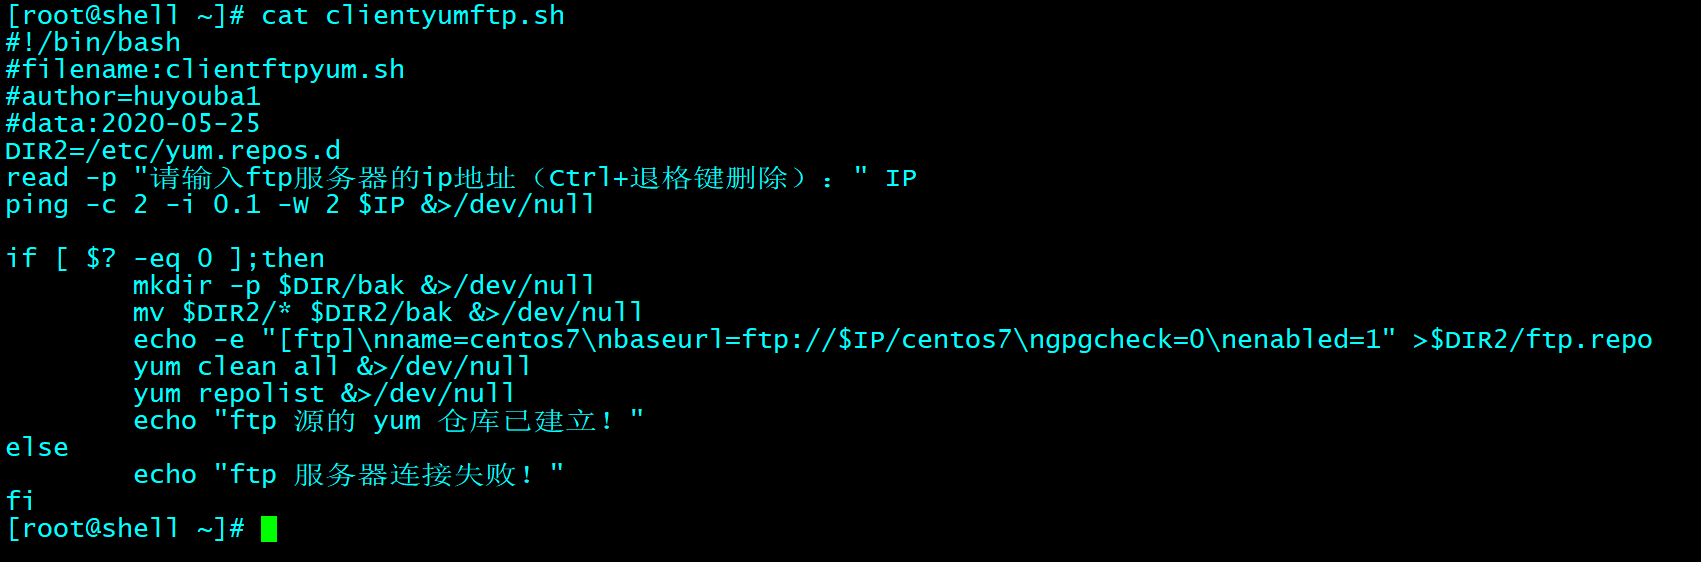 [root@shell ~]# cat clientyumftp.sh
#!/bin/bash
#filename:clientftpyum.sh
#author=huyouba1
#data:2020-05-25
DIR2=/etc/yum.repos.d
read -p "请输入ftp服务器的ip地址（Ctrl+退格键删除）：" IP
ping -c 2 -i 0.1 -W 2 $IP &>/dev/null
if [ $? -eq 0 ];then
mkdir -p $DIR/bak &>/dev/null
mv $DIR2/* $DIR2/bak &>/dev/null
echo -e "[ftp]\nname=centos7\nbaseurl=ftp://$IP/centos7\ngpgcheck=0\nenabled=1" >$DIR2/ftp.repo
yum clean all &>/dev/null
yum repolist &>/dev/null
echo "ftp 源的 yum 仓库已建立！"
else
echo "ftp 服务器连接失败！"
fi
[root@shell ~]#